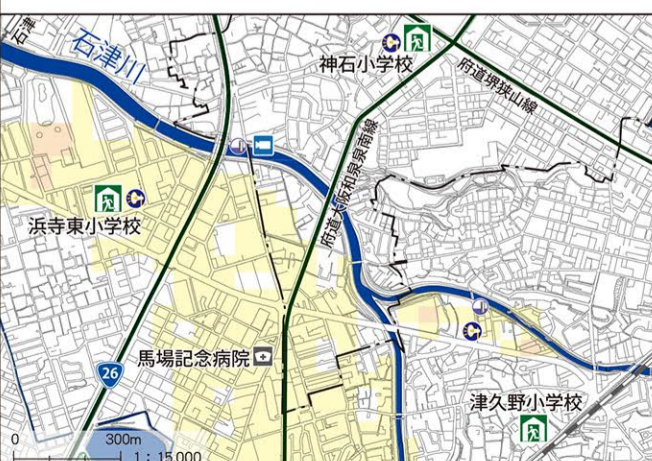 石津
石津川
神石小学校
府道堺狭山線
府道大阪和泉泉南線
浜寺東小学校
馬場記念病院
26
津久野小学校
0 300m
1 : 15,000